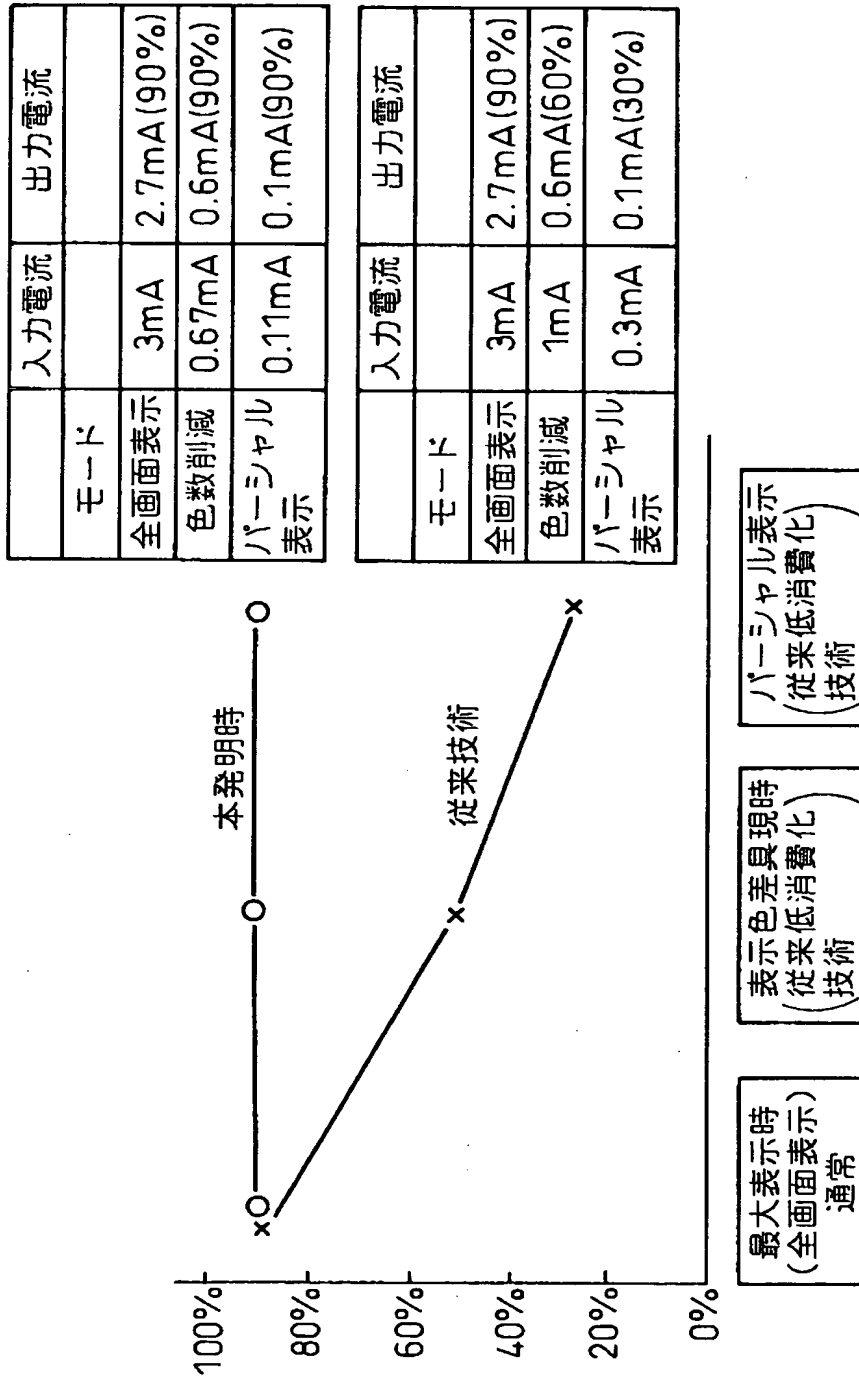 100%
80%
60%
40%
20%
0%
本発明時
従来技術
最大表示時
(全画面表示)
通常
表示色差具現時
(従来低消費化
技術)
パーシャル表示
(従来低消費化
技術)
入力電流 出力電流
モード
全画面表示 3mA 2.7mA(90%)
色数削減 0.67mA 0.6mA(90%)
パーシャル
表示 0.11mA 0.1mA(90%)
入力電流 出力電流
モード
全画面表示 3mA 2.7mA(90%)
色数削減 1mA 0.6mA(60%)
パーシャル
表示 0.3mA 0.1mA(30%)